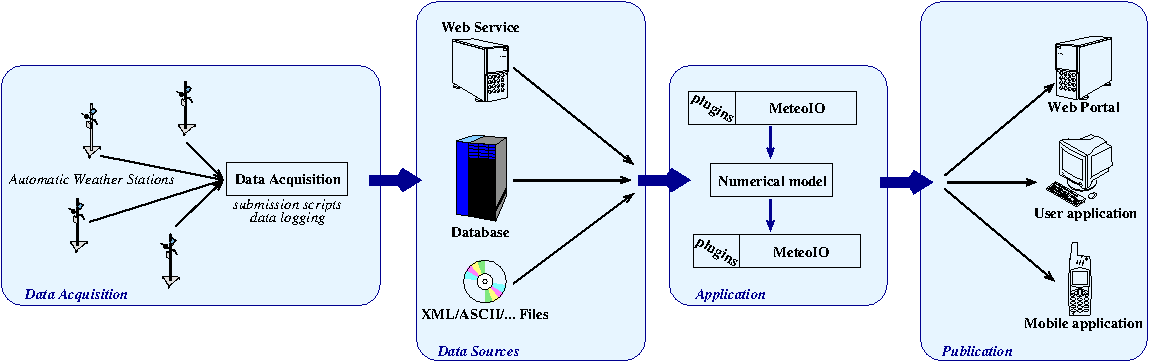 Automatic Weather Stations
Data Acquisition
submission scripts
data logging
Data Acquisition
Web Service
Database
XML/ASCII/... Files
Data Sources
plugins MeteoIO
Numerical model
plugins MeteoIO
Application
Web Portal
User application
Mobile application
Publication